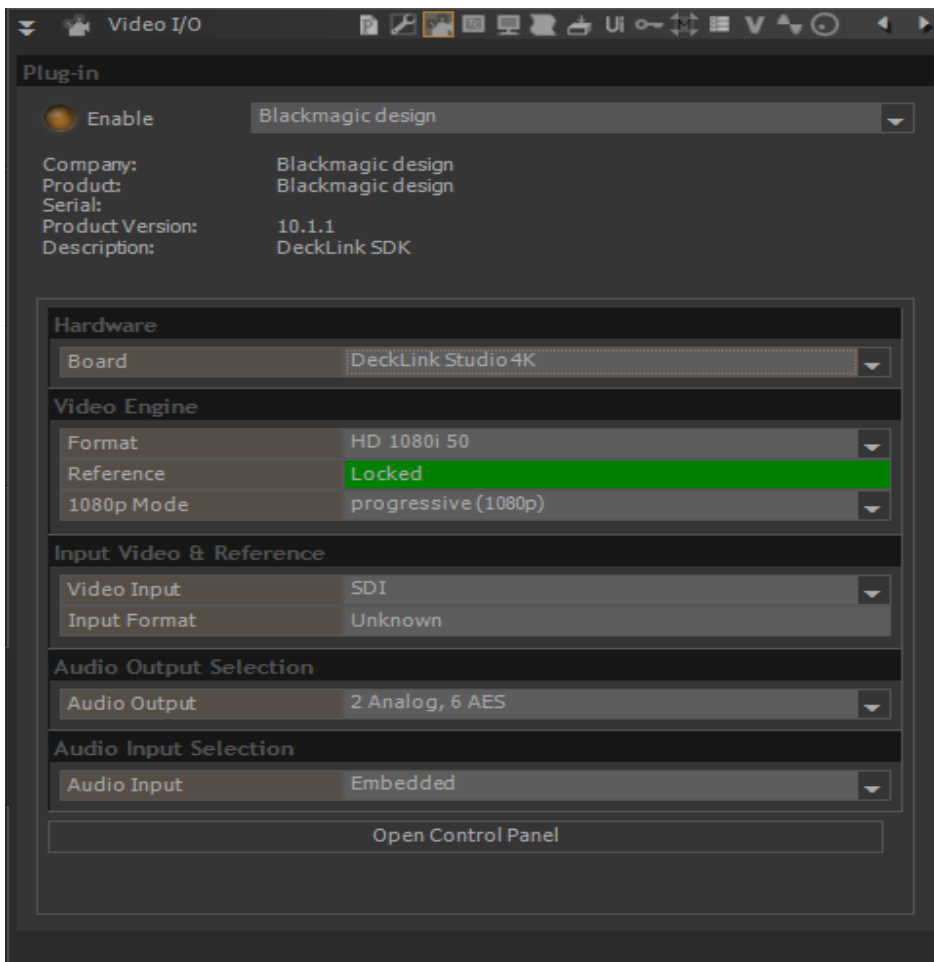 Video I/O
Plug-in
Enable Blackmagic design
Company: Blackmagic design
Product: Blackmagic design
Serial:
Product Version: 10.1.1
Description: DeckLink SDK
Hardware
Board DeckLink Studio 4K
Video Engine
Format HD 1080i 50
Reference Locked
1080p Mode progressive (1080p)
Input Video & Reference
Video Input SDI
Input Format Unknown
Audio Output Selection
Audio Output 2 Analog, 6 AES
Audio Input Selection
Audio Input Embedded
Open Control Panel